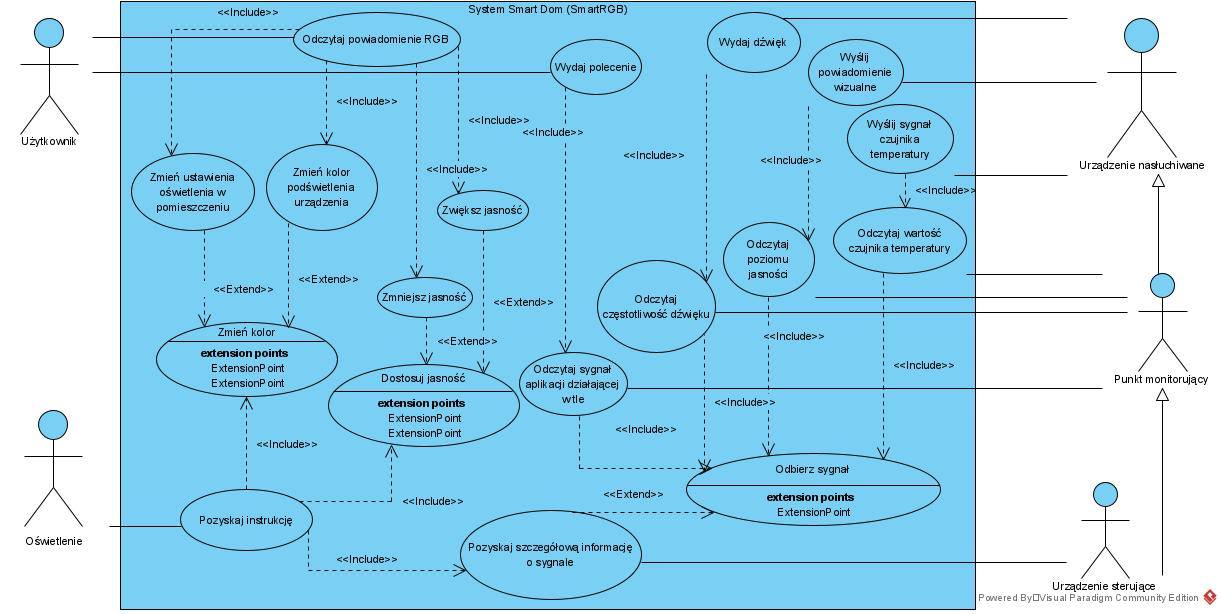 System Smart Dom (SmartRGB)
<<Include>>
Odczytaj powiadomienie RGB
Wydaj dźwięk
Wydaj polecenie
Wyślij
powiadomienie
wizualne
Użytkownik
<<Include>>
<<Include>>
<<Include>>
Wyślij sygnał
czujnika
temperatury
<<Include>>
<<Include>>
<<Include>>
Urządzenie nasłuchiwane
Zmień ustawienia
oświetlenia w
pomieszczeniu
Zmień kolor
podświetlenia
urządzenia
Zwiększ jasność
<<Include>>
Odczytaj
poziomu
jasności
Odczytaj wartość
czujnika temperatury
<<Extend>>
<<Extend>>
Zmniejsz jasność
<<Extend>>
Odczytaj
częstotliwość dźwięku
Zmień kolor
extension points
ExtensionPoint
ExtensionPoint
<<Extend>>
<<Include>>
<<Include>>
Punkt monitorujący
Dostosuj jasność
extension points
ExtensionPoint
ExtensionPoint
Odczytaj sygnał
aplikacji działającej
w tle
<<Include>>
<<Include>>
<<Include>>
Odbierz sygnał
extension points
ExtensionPoint
<<Include>>
<<Extend>>
Pozyskaj instrukcję
Oświetlenie
<<Include>>
Pozyskaj szczegółową informację
o sygnale
Urządzenie sterujące
Powered By Visual Paradigm Community Edition